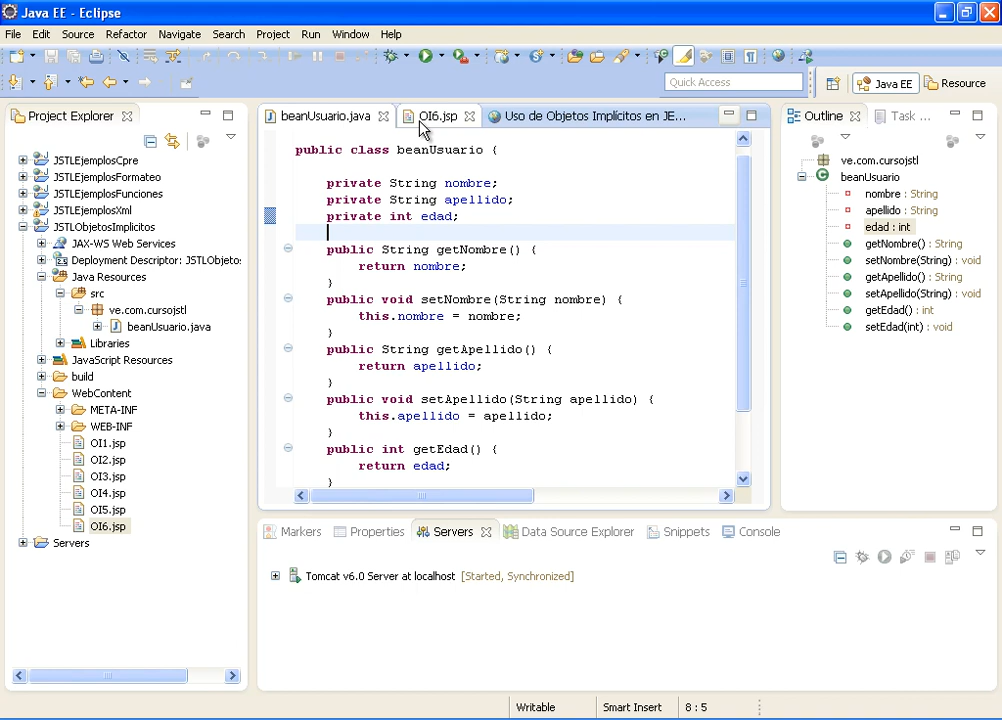 Java EE - Eclipse
File Edit Source Refactor Navigate Search Project Run Window Help
Quick Access
Java EE
Resource
Project Explorer
JSTLEjemplosCpre
JSTLEjemplosFormateo
JSTLEjemplosFunciones
JSTLEjemplosXml
JSTLObjetosImplicitos
JAX-WS Web Services
Deployment Descriptor: JSTLObjetos
Java Resources
src
ve.com.cursojstl
beanUsuario.java
Libraries
JavaScript Resources
build
WebContent
META-INF
WEB-INF
OI1.jsp
OI2.jsp
OI3.jsp
OI4.jsp
OI5.jsp
OI6.jsp
Servers
beanUsuario.java
OI6.jsp
Uso de Objetos Implícitos en JE...
public class beanUsuario {
private String nombre;
private String apellido;
private int edad;
public String getNombre() {
return nombre;
}
public void setNombre(String nombre) {
this.nombre = nombre;
}
public String getApellido() {
return apellido;
}
public void setApellido(String apellido) {
this.apellido = apellido;
}
public int getEdad() {
return edad;
}
Outline
Task ...
ve.com.cursojstl
beanUsuario
nombre : String
apellido : String
edad : int
getNombre() : String
setNombre(String) : void
getApellido() : String
setApellido(String) : void
getEdad() : int
setEdad(int) : void
Markers
Properties
Servers
Data Source Explorer
Snippets
Console
Tomcat v6.0 Server at localhost [Started, Synchronized]
Writable
Smart Insert
8 : 5